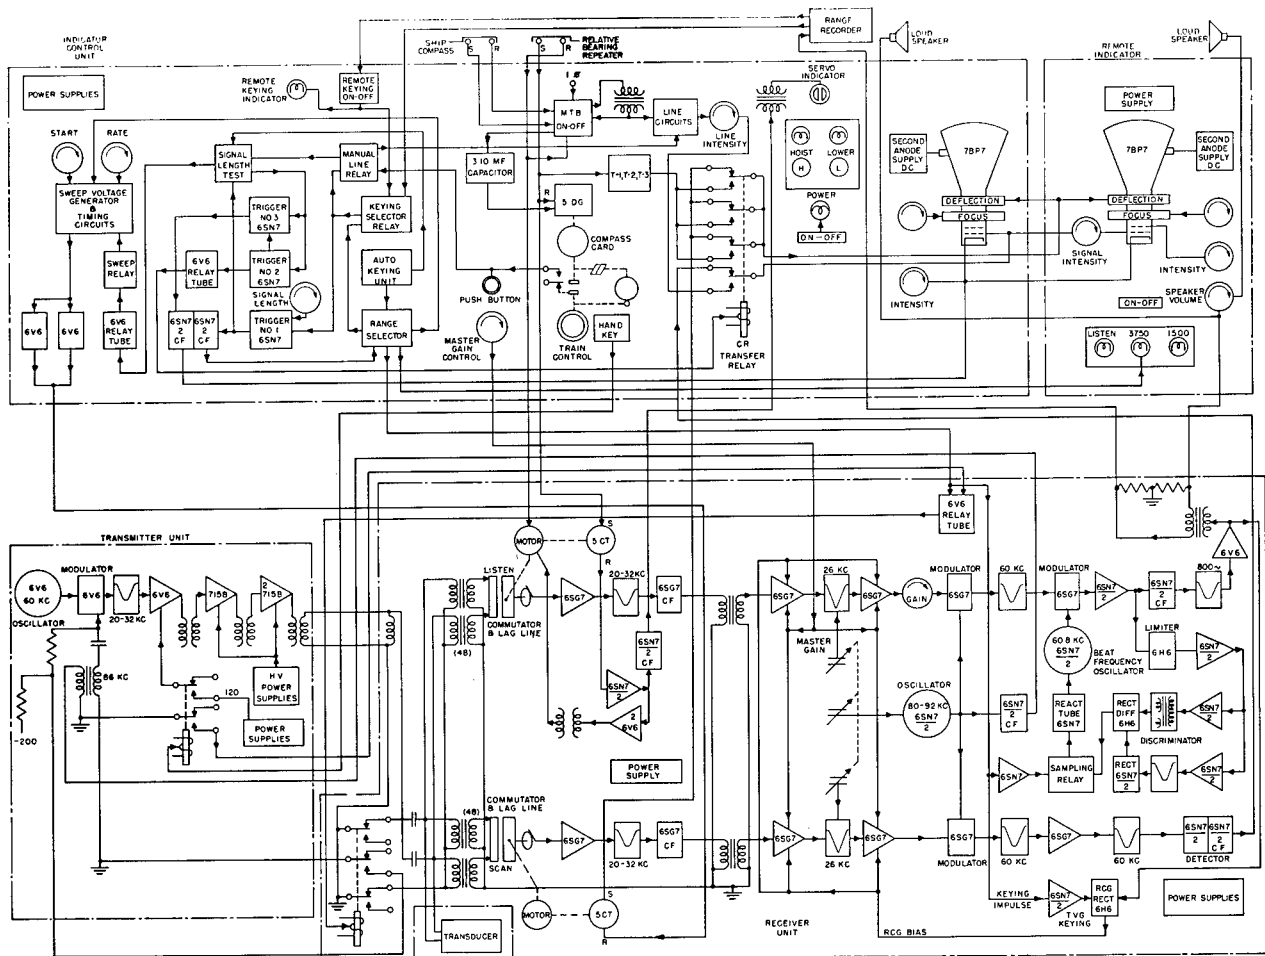 RANGE RECORDER
INDICATOR CONTROL UNIT
SHIP COMPASS
S
R
S
R
RELATIVE BEARING REPEATER
LOUD SPEAKER
LOUD SPEAKER
REMOTE INDICATOR
POWER SUPPLIES
REMOTE KEYING INDICATOR
REMOTE KEYING ON-OFF
1 Ø
M T B ON-OFF
LINE CIRCUITS
LINE INTENSITY
SERVO INDICATOR
HOIST
LOWER
H
L
POWER
ON-OFF
POWER SUPPLY
SECOND ANODE SUPPLY DC
7BP7
7BP7
SECOND ANODE SUPPLY DC
DEFLECTION
FOCUS
DEFLECTION
FOCUS
START
RATE
SIGNAL LENGTH TEST
MANUAL LINE RELAY
3 10 MF CAPACITOR
T-1, T-2, T-3
SWEEP VOLTAGE GENERATOR & TIMING CIRCUITS
TRIGGER NO 3 6SN7
KEYING SELECTOR RELAY
R
S
5 DG
COMPASS CARD
SWEEP RELAY
6V6 RELAY TUBE
TRIGGER NO 2 6SN7
AUTO KEYING UNIT
PUSH BUTTON
SIGNAL INTENSITY
INTENSITY
INTENSITY
SIGNAL LENGTH
6V6
6V6
6V6 RELAY TUBE
6SN7 2 CF
6SN7 2 CF
TRIGGER NO 1 6SN7
RANGE SELECTOR
MASTER GAIN CONTROL
TRAIN CONTROL
HAND KEY
CR TRANSFER RELAY
ON-OFF
SPEAKER VOLUME
LISTEN
3750
1500
TRANSMITTER UNIT
6V6 60 KC
OSCILLATOR
MODULATOR
6V6
20-32KC
6V6
715B
2 715B
86 KC
-200
120
HV POWER SUPPLIES
POWER SUPPLIES
MOTOR
S
5 CT
R
LISTEN
COMMUTATOR & LAG LINE
(48)
6SG7
20-32 KC
6SG7 CF
6SN7 2 CF
6SN7 2
2 6V6
POWER SUPPLY
6V6 RELAY TUBE
6SG7
26 KC
6SG7
GAIN
MODULATOR
6SG7
60 KC
MODULATOR
6SG7
6SN7 2
6SN7 2 CF
800~
6V6
MASTER GAIN
OSCILLATOR
80-92 KC 6SN7 2
6SN7 2 CF
60 8 KC 6SN7 2
BEAT FREQUENCY OSCILLATOR
LIMITER
6H6
6SN7 2
REACT TUBE 6SN7
RECT DIFF 6H6
DISCRIMINATOR
6SN7 2
6SN7
SAMPLING RELAY
RECT 6SN7 2
6SN7 2
(48)
COMMUTATOR & LAG LINE
SCAN
6SG7
20-32 KC
6SG7 CF
6SG7
26 KC
6SG7
6SG7
MODULATOR
60 KC
6SG7
60 KC
6SN7 2
6SN7 2 CF
DETECTOR
TRANSDUCER
MOTOR
S
5CT
R
RECEIVER UNIT
RCG BIAS
KEYING IMPULSE
6SN7 2
TVG KEYING
RCG RECT 6H6
POWER SUPPLIES